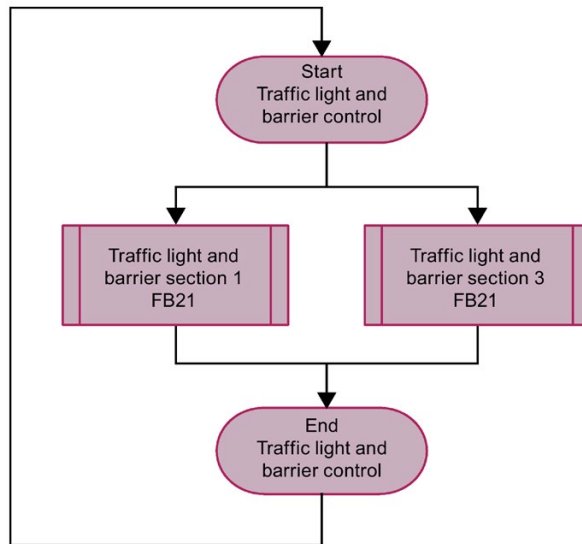 Start
Traffic light and
barrier control
Traffic light and
barrier section 1
FB21
Traffic light and
barrier section 3
FB21
End
Traffic light and
barrier control